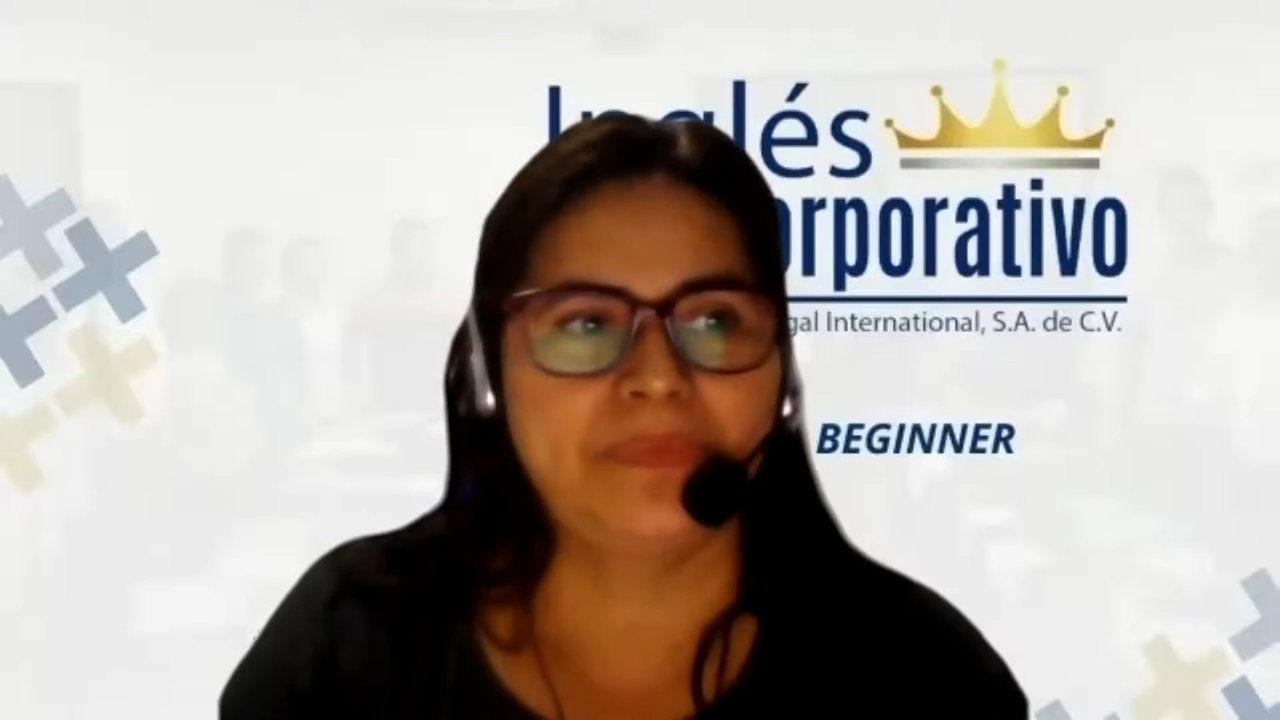 Inglés
orporativo
gal International, S.A. de C.V.
BEGINNER